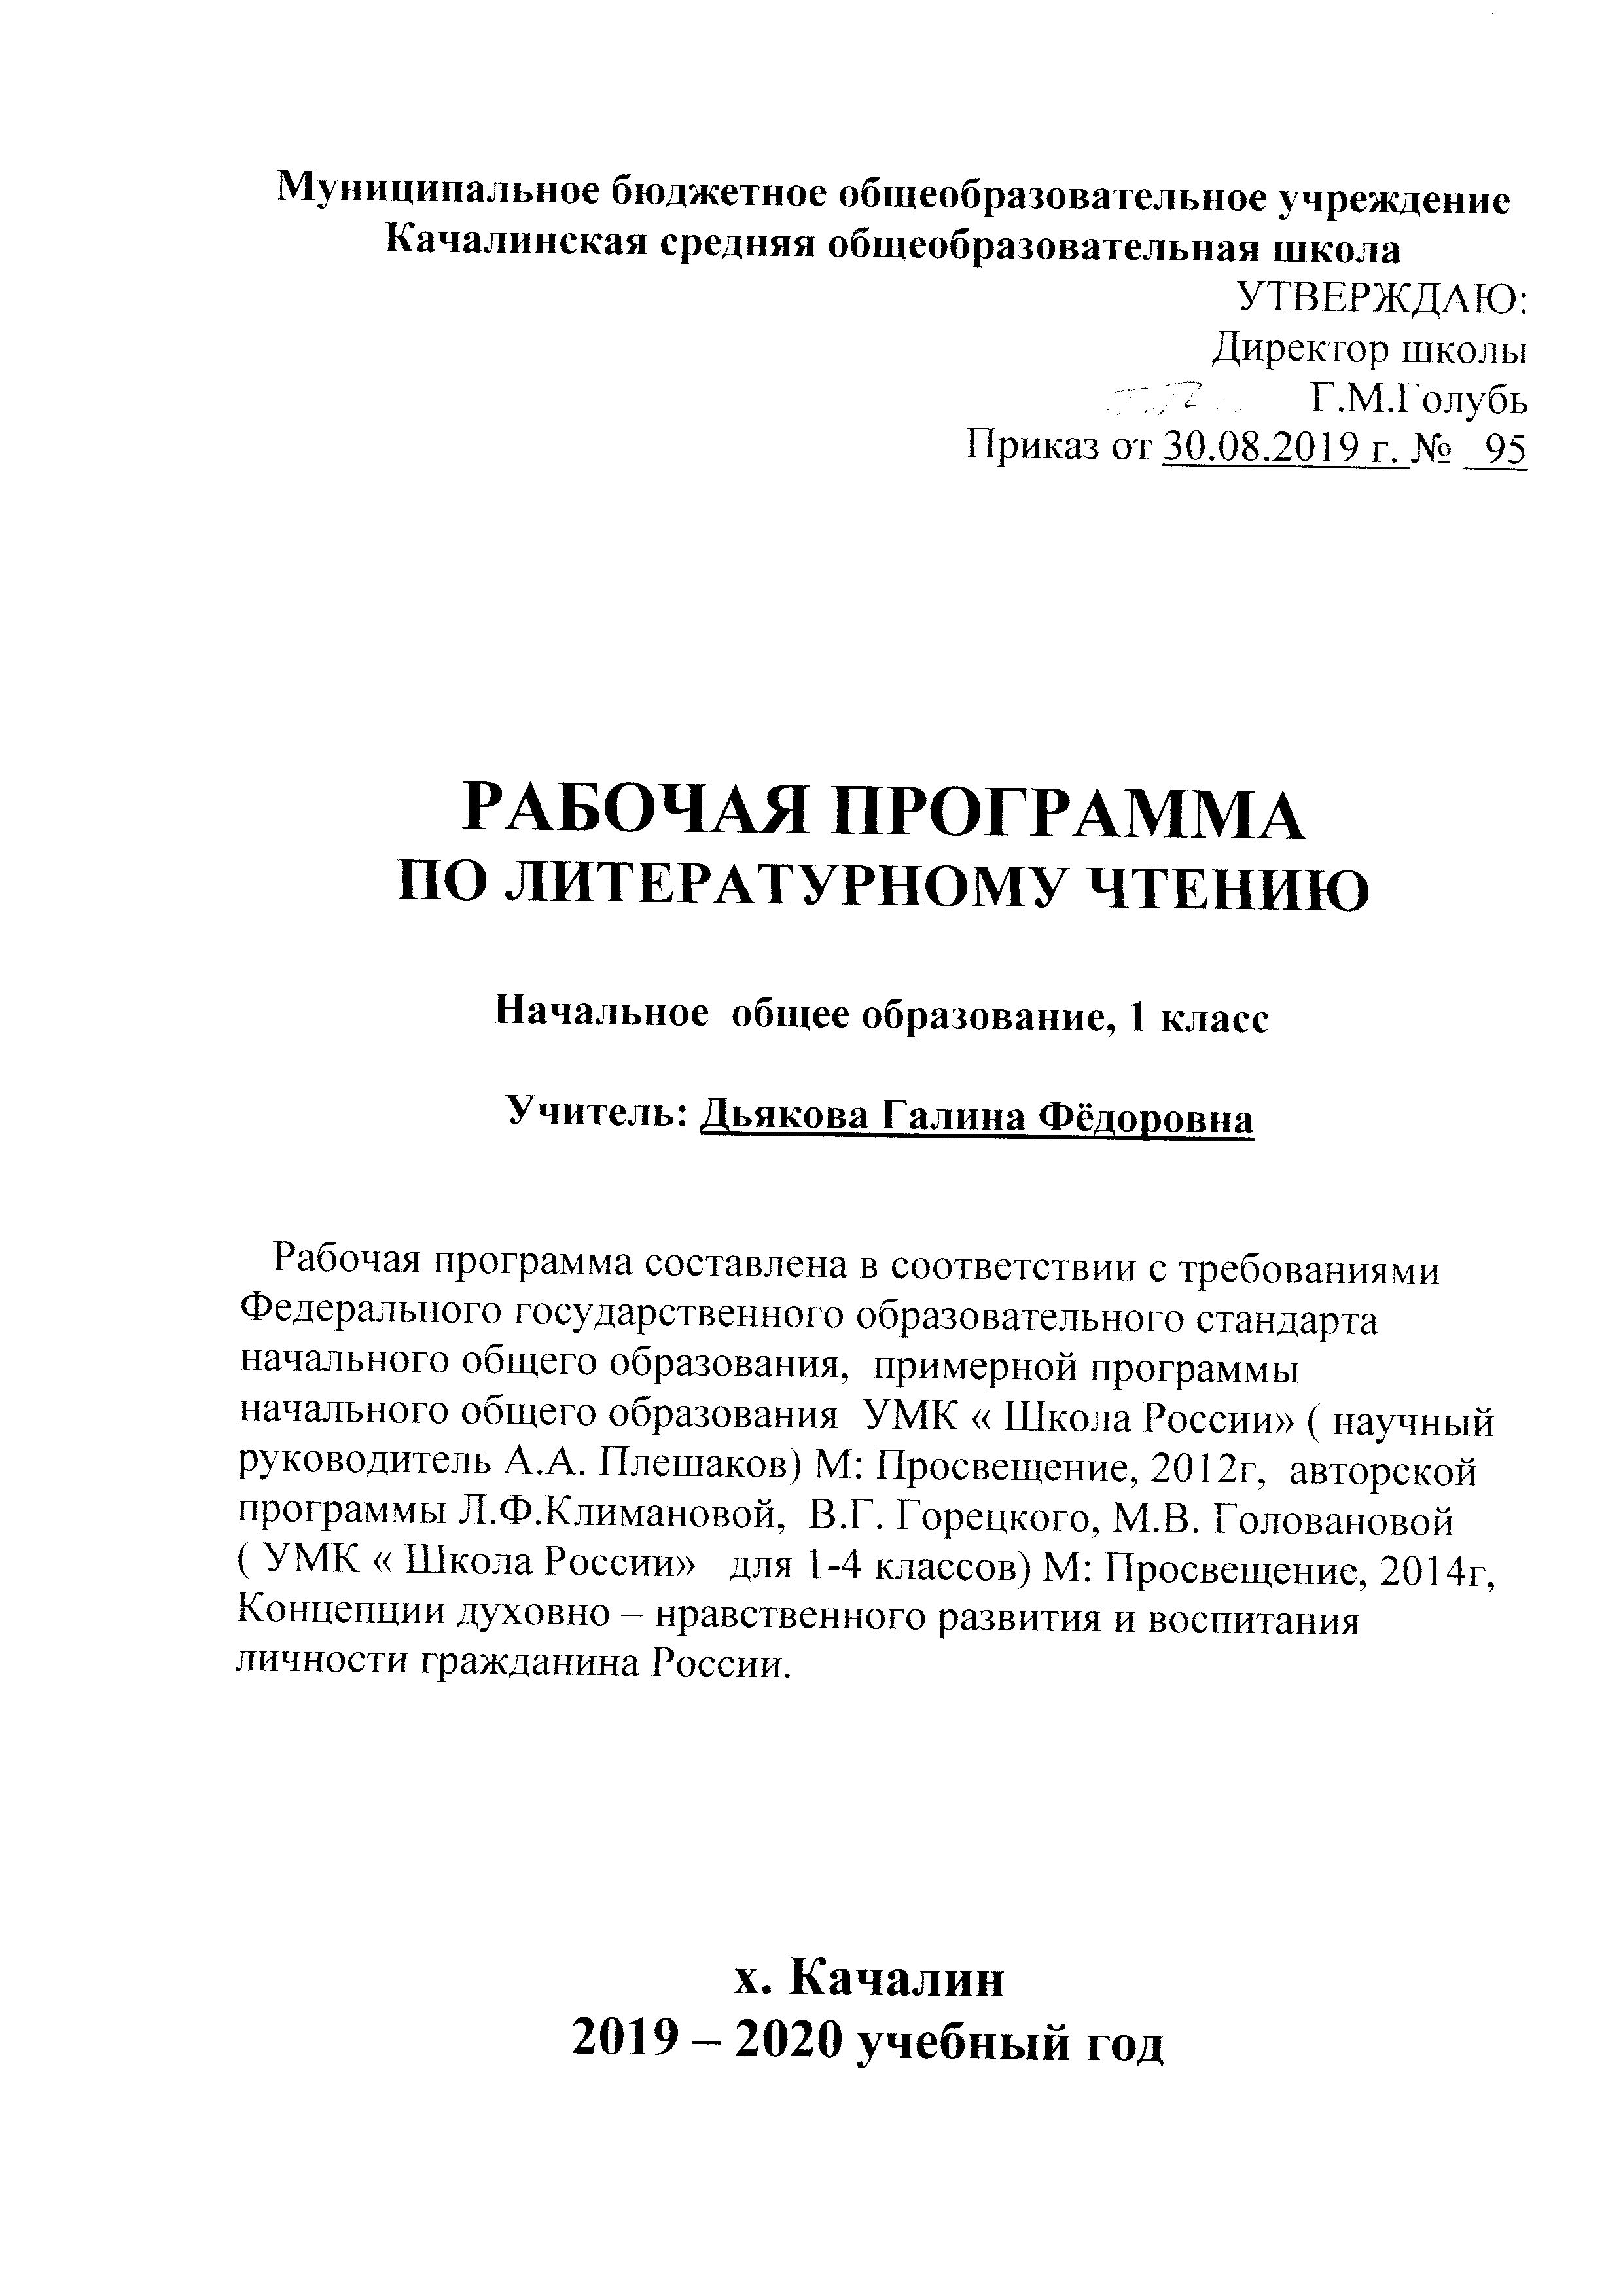 Муниципальное бюджетное общеобразовательное учреждение
Качалинская средняя общеобразовательная школа
УТВЕРЖДАЮ:
Директор школы
Г.М.Голубь
Приказ от 30.08.2019 г. № 95
РАБОЧАЯ ПРОГРАММА
ПО ЛИТЕРАТУРНОМУ ЧТЕНИЮ
Начальное общее образование, 1 класс
Учитель: Дьякова Галина Фёдоровна
Рабочая программа составлена в соответствии с требованиями
Федерального государственного образовательного стандарта
начального общего образования, примерной программы
начального общего образования УМК « Школа России» ( научный
руководитель А.А. Плешаков) М: Просвещение, 2012г, авторской
программы Л.Ф.Климановой, В.Г. Горецкого, М.В. Головановой
( УМК « Школа России» для 1-4 классов) М: Просвещение, 2014г,
Концепции духовно – нравственного развития и воспитания
личности гражданина России.
х. Качалин
2019 – 2020 учебный год